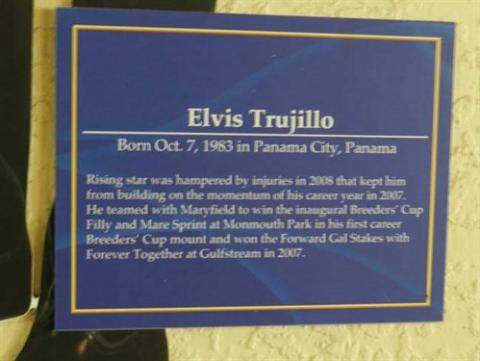 Elvis Trujillo
Born Oct. 7, 1983 in Panama City, Panama
Rising star was hampered by injuries in 2008 that kept him
from building on the momentum of his career year in 2007.
He teamed with Maryfield to win the inaugural Breeders' Cup
Filly and Mare Sprint at Monmouth Park in his first career
Breeders' Cup mount and won the Forward Gal Stakes with
Forever Together at Gulfstream in 2007.